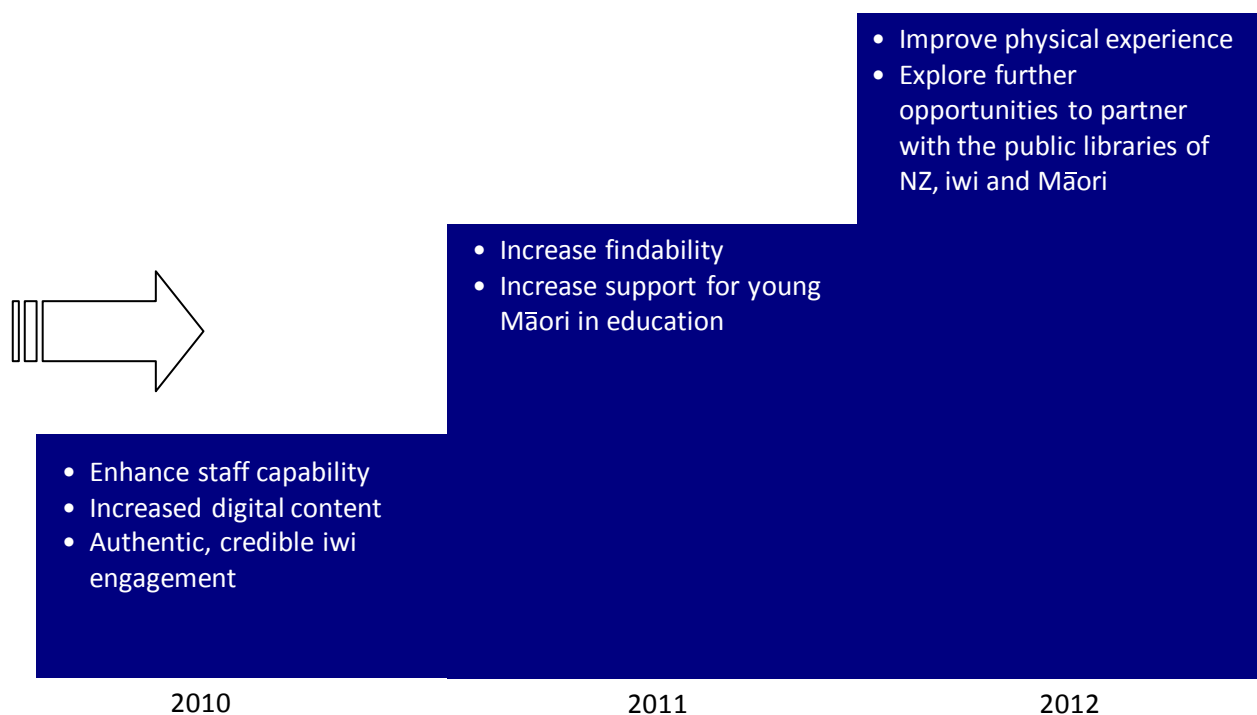 • Improve physical experience
• Explore further
opportunities to partner
with the public libraries of
NZ, iwi and Māori
• Increase findability
• Increase support for young
Māori in education
• Enhance staff capability
• Increased digital content
• Authentic, credible iwi
engagement
2010
2011
2012